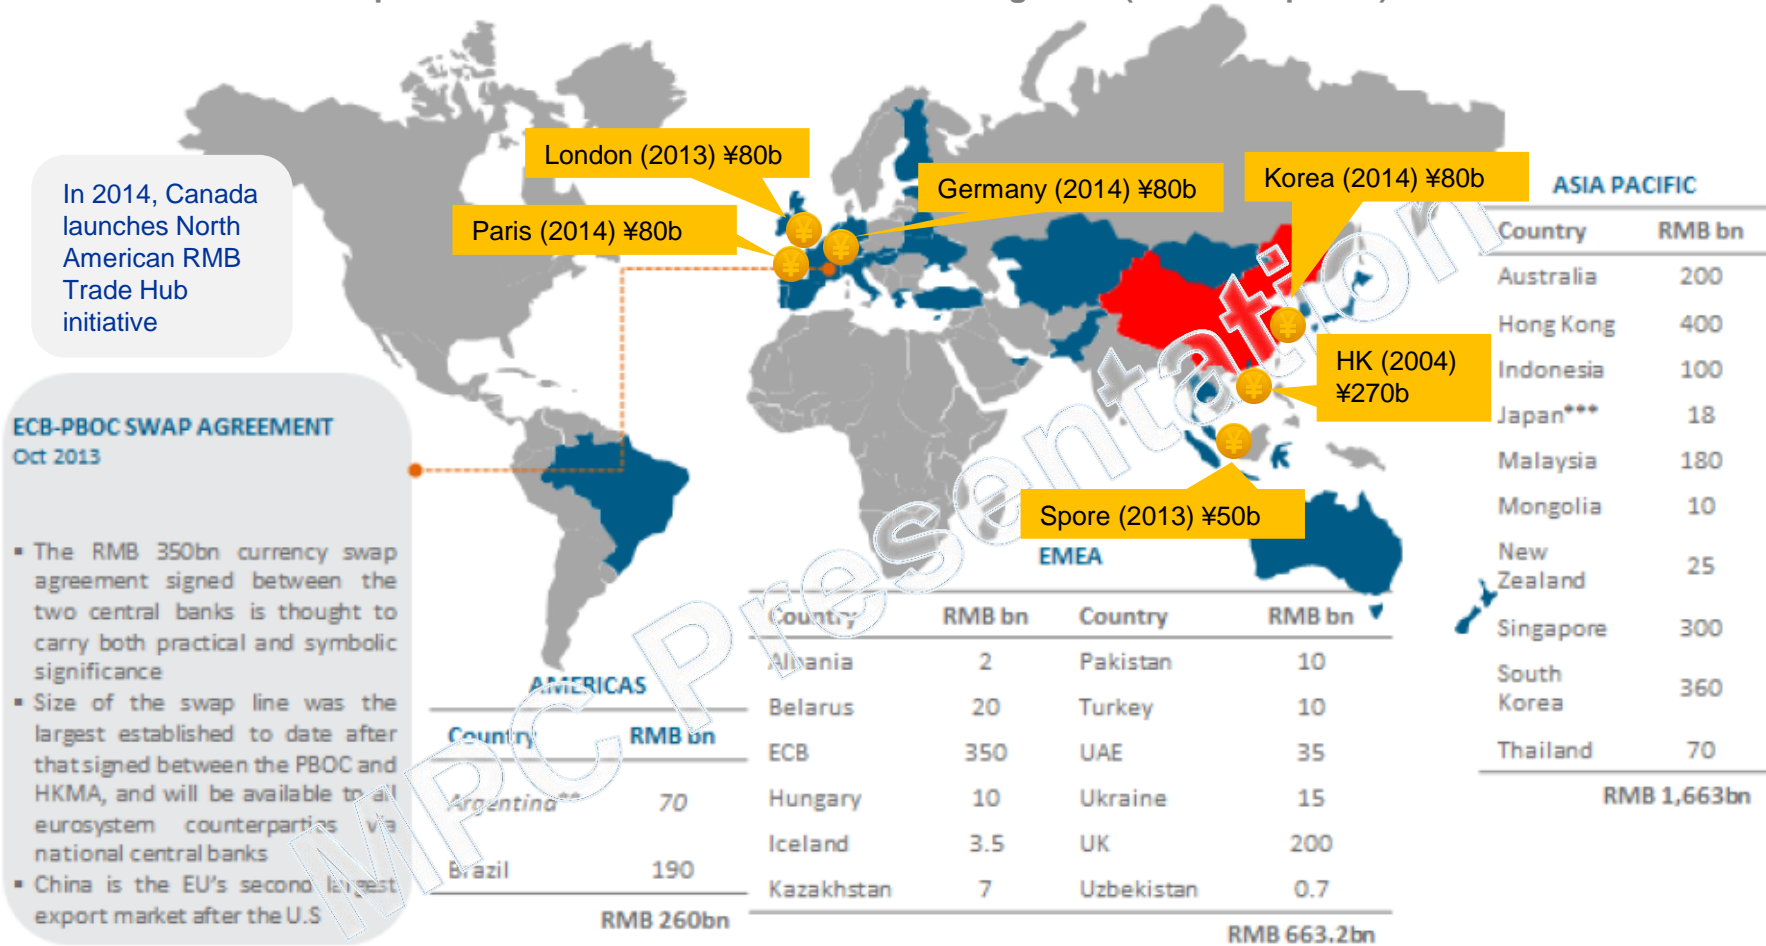 In 2014, Canada
launches North
American RMB
Trade Hub
initiative
London (2013) ¥80b
Paris (2014) ¥80b
Germany (2014) ¥80b
Korea (2014) ¥80b
HK (2004)
¥270b
Spore (2013) ¥50b
ECB-PBOC SWAP AGREEMENT
Oct 2013
▪ The RMB 350bn currency swap
agreement signed between the
two central banks is thought to
carry both practical and symbolic
significance
▪ Size of the swap line was the
largest established to date after
that signed between the PBOC and
HKMA, and will be available to all
eurosystem counterparties via
national central banks
▪ China is the EU's second largest
export market after the U.S
AMERICAS
Country RMB bn
Argentina** 70
Brazil 190
RMB 260bn
EMEA
Country RMB bn Country RMB bn
Albania 2 Pakistan 10
Belarus 20 Turkey 10
ECB 350 UAE 35
Hungary 10 Ukraine 15
Iceland 3.5 UK 200
Kazakhstan 7 Uzbekistan 0.7
RMB 663.2bn
ASIA PACIFIC
Country RMB bn
Australia 200
Hong Kong 400
Indonesia 100
Japan*** 18
Malaysia 180
Mongolia 10
New
Zealand 25
Singapore 300
South
Korea 360
Thailand 70
RMB 1,663bn
MPC Presentation